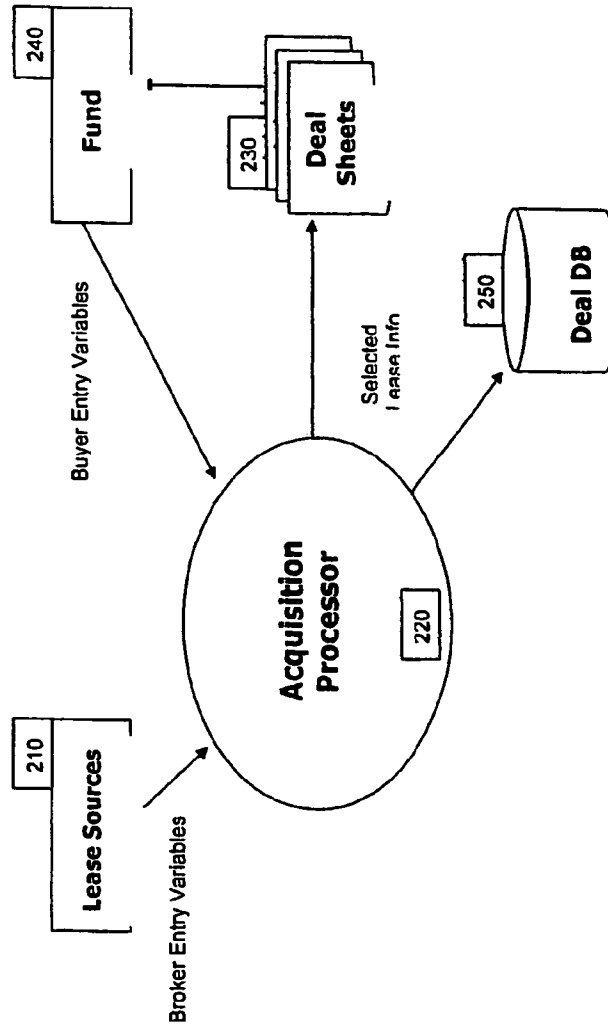 210
Lease Sources
Broker Entry Variables
240
Fund
Buyer Entry Variables
Acquisition
Processor
220
230
Deal
Sheets
Selected
Lease Info
250
Deal DB